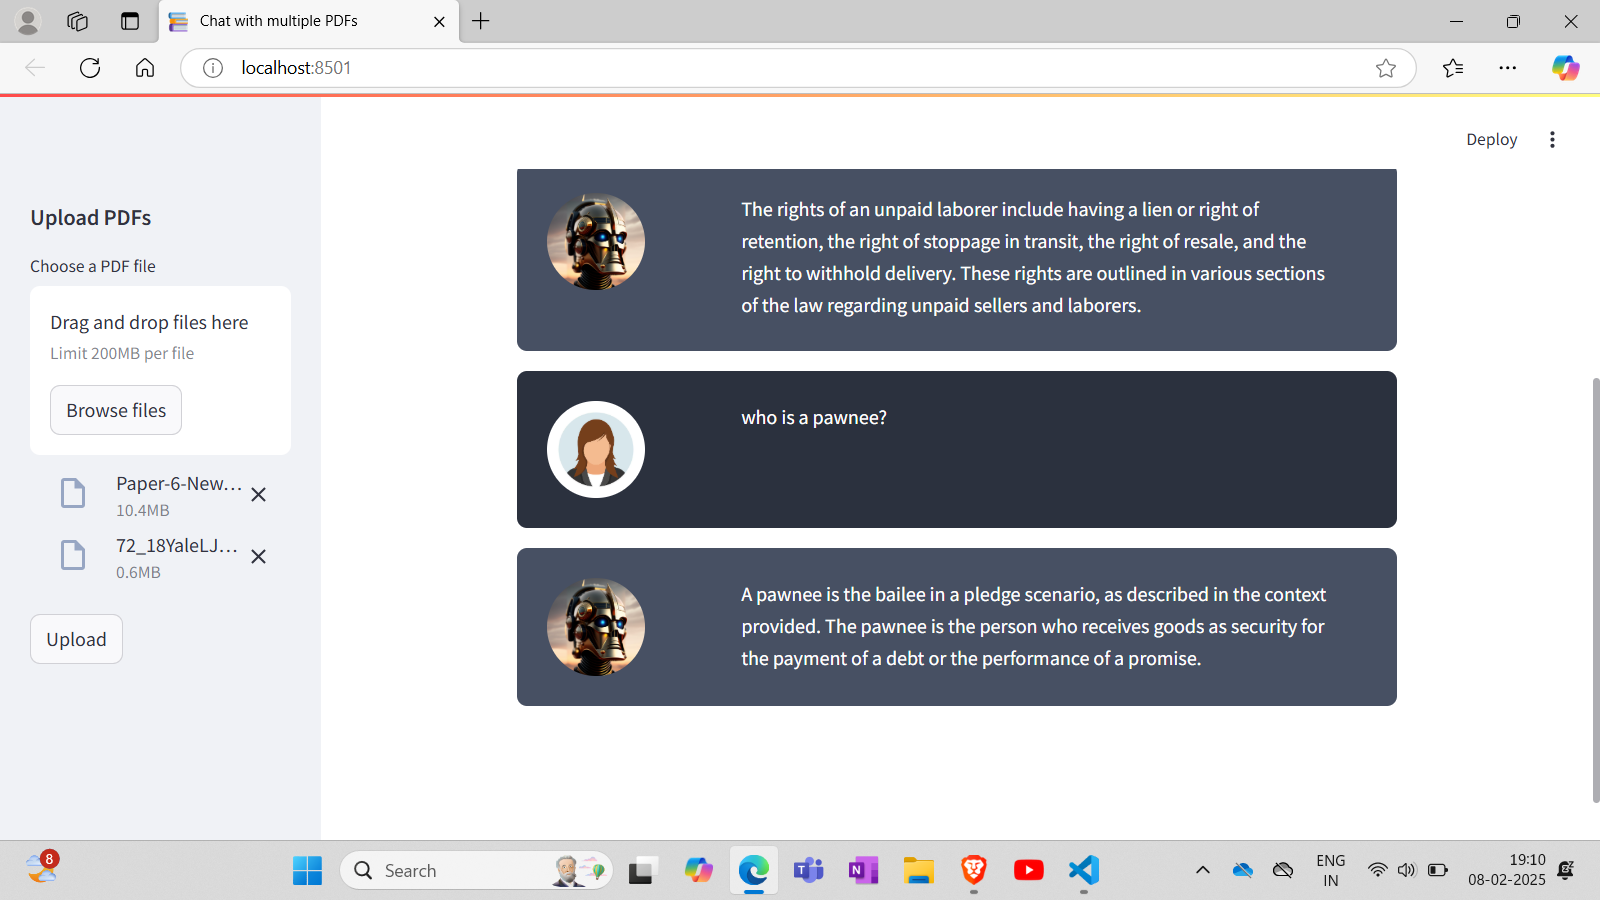 Chat with multiple PDFs
localhost:8501
Deploy
Upload PDFs
Choose a PDF file
Drag and drop files here
Limit 200MB per file
Browse files
Paper-6-New...
10.4MB
72_18YaleLJ...
0.6MB
Upload
The rights of an unpaid laborer include having a lien or right of
retention, the right of stoppage in transit, the right of resale, and the
right to withhold delivery. These rights are outlined in various sections
of the law regarding unpaid sellers and laborers.
who is a pawnee?
A pawnee is the bailee in a pledge scenario, as described in the context
provided. The pawnee is the person who receives goods as security for
the payment of a debt or the performance of a promise.
8
Search
ENG
IN
19:10
08-02-2025